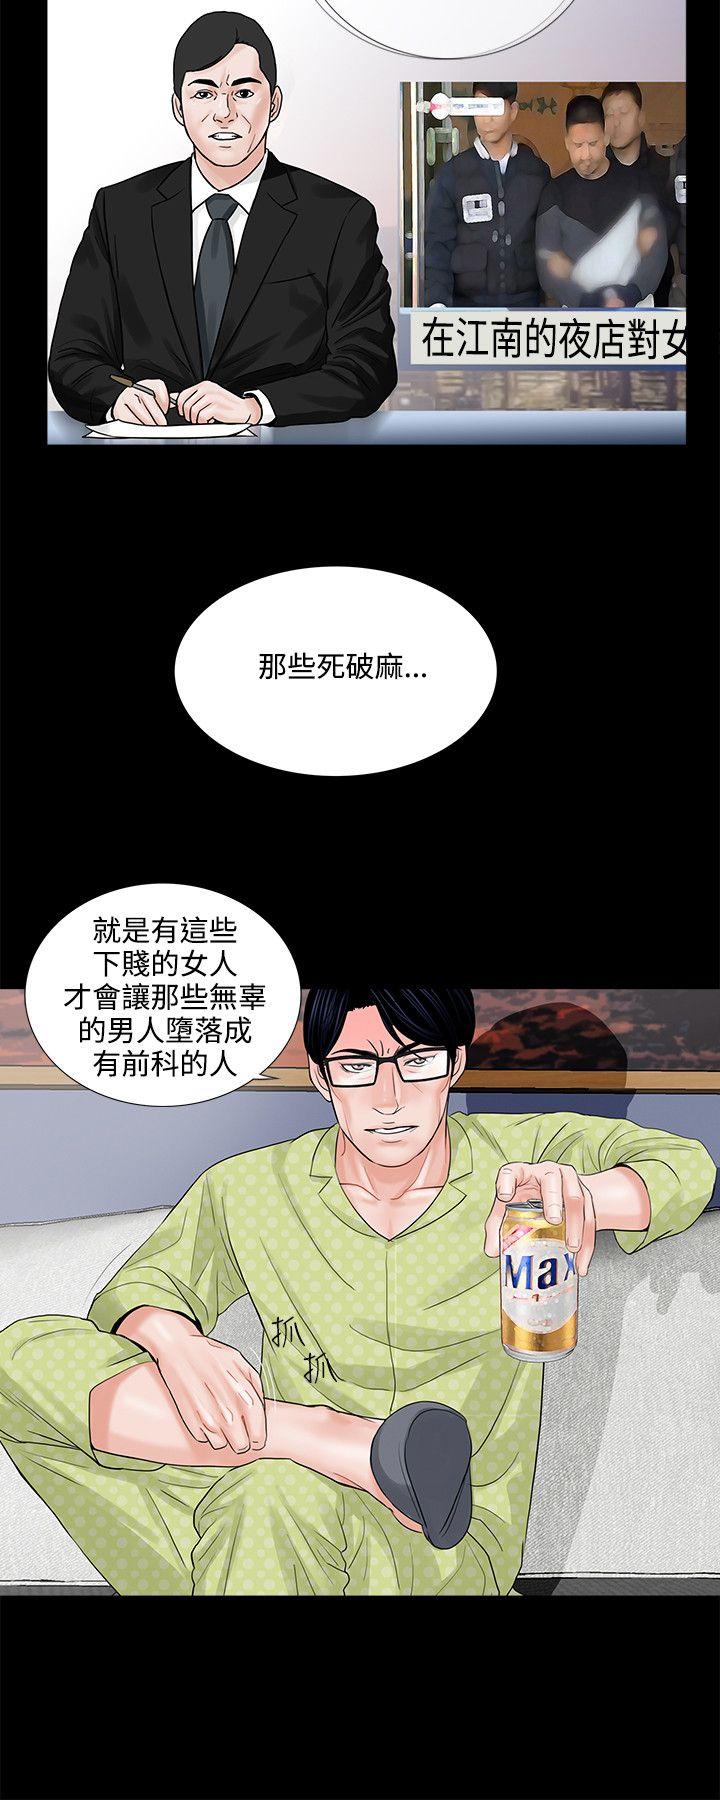 在江南的夜店對女
那些死破麻...
就是有這些
下賤的女人
才會讓那些無辜
的男人墮落成
有前科的人
Max
抓
抓